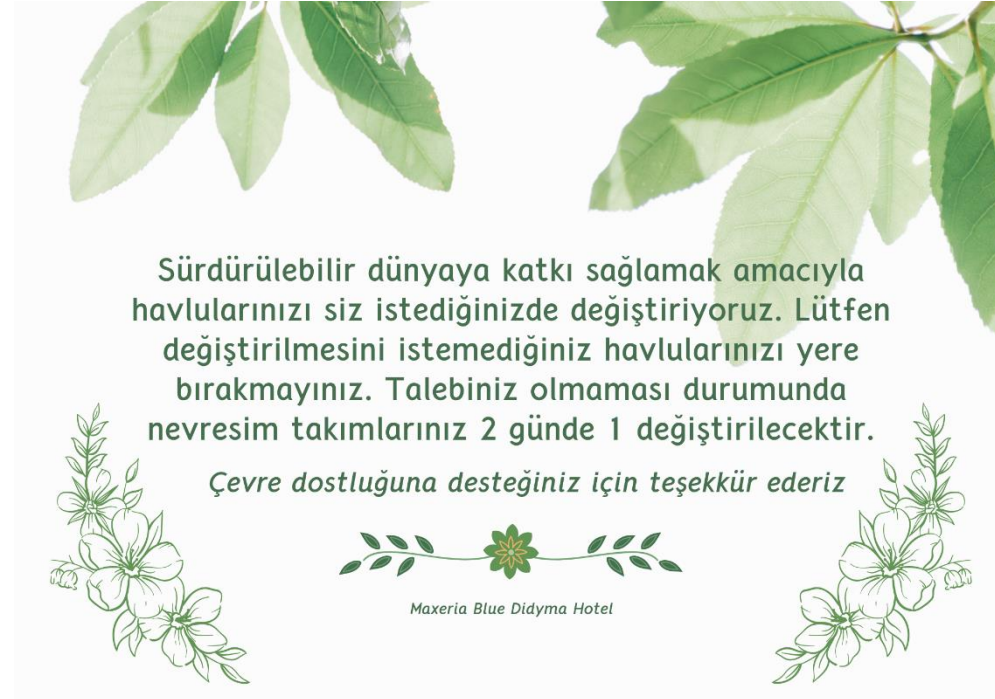 Sürdürülebilir dünyaya katkı sağlamak amacıyla
havlularınızı siz istediğinizde değiştiriyoruz. Lütfen
değiştirilmesini istemediğiniz havlularınızı yere
bırakmayınız. Talebiniz olmaması durumunda
nevresim takımlarınız 2 günde 1 değiştirilecektir.
Çevre dostluğuna desteğiniz için teşekkür ederiz
Maxeria Blue Didyma Hotel